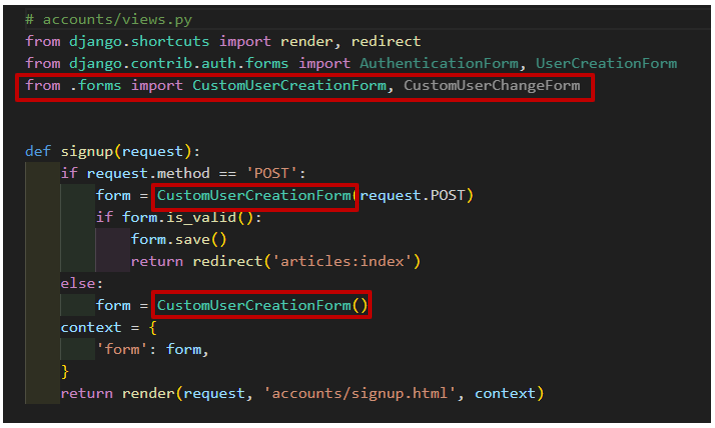 # accounts/views.py
from django.shortcuts import render, redirect
from django.contrib.auth.forms import AuthenticationForm, UserCreationForm
from .forms import CustomUserCreationForm, CustomUserChangeForm
def signup(request):
    if request.method == 'POST':
        form = CustomUserCreationForm(request.POST)
        if form.is_valid():
            form.save()
            return redirect('articles:index')
    else:
        form = CustomUserCreationForm()
    context = {
        'form': form,
    }
    return render(request, 'accounts/signup.html', context)